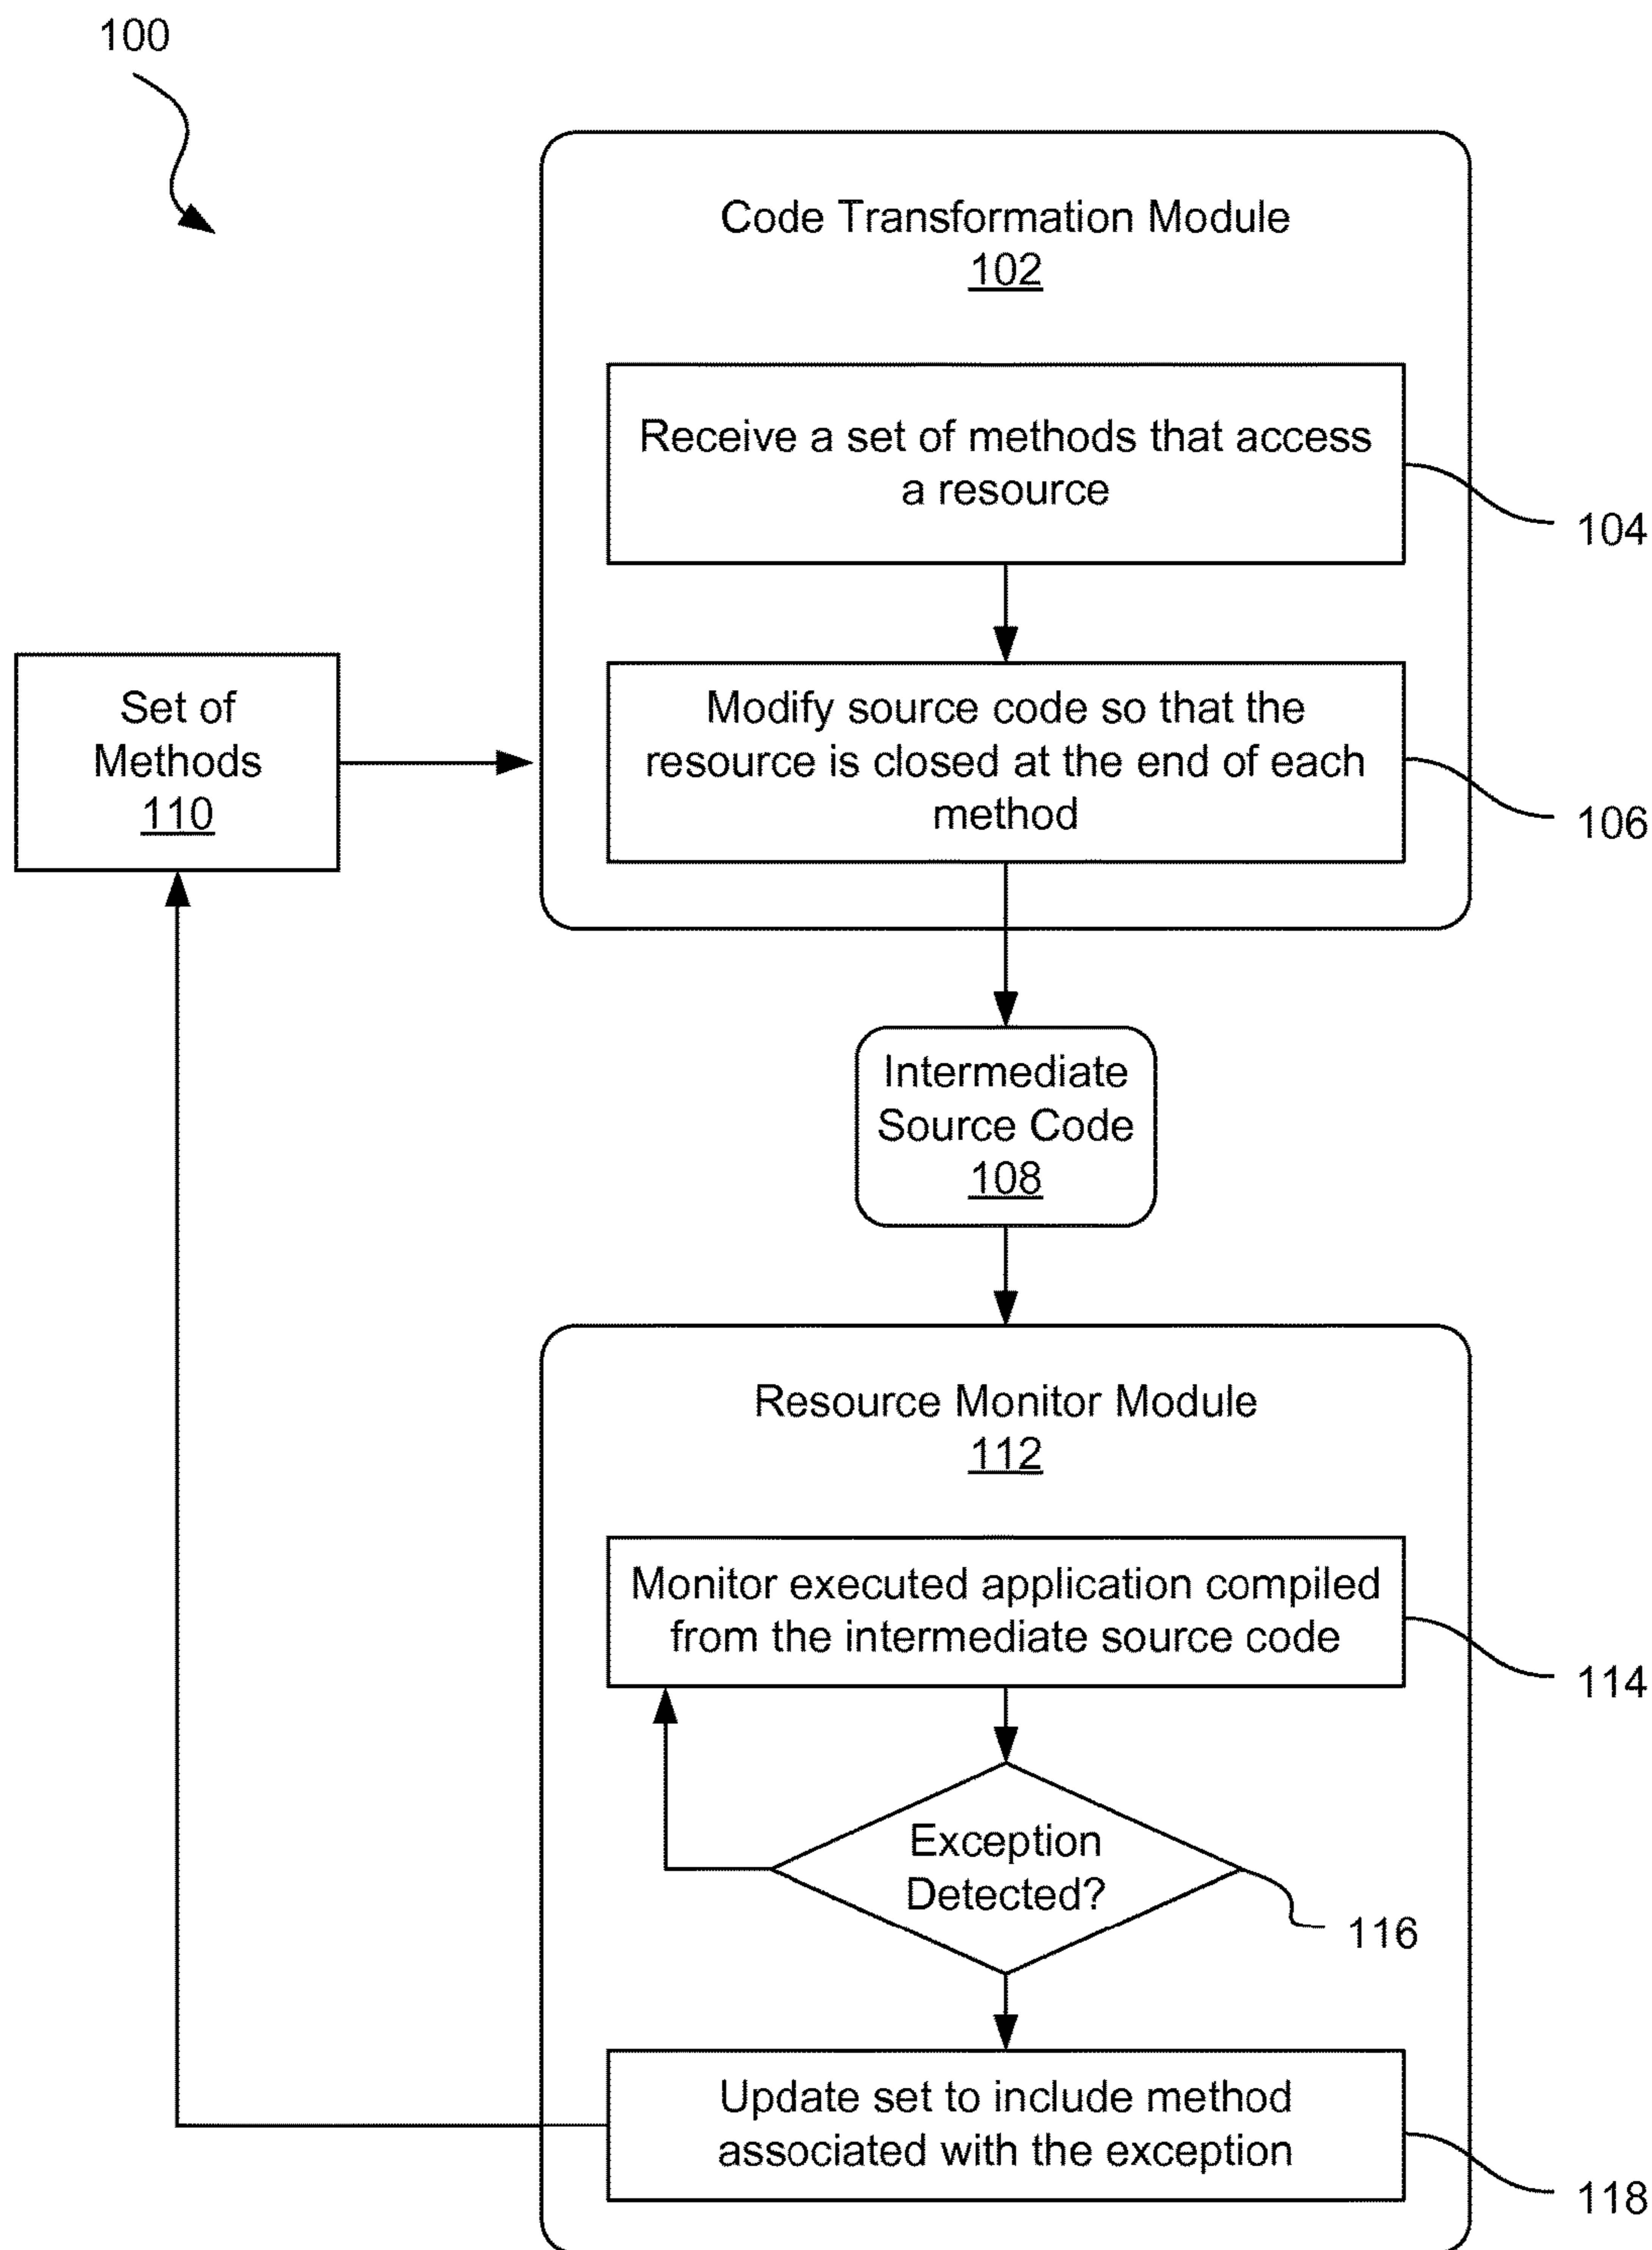 100
Code Transformation Module
102
Receive a set of methods that access
a resource
104
Set of
Methods
110
Modify source code so that the
resource is closed at the end of each
method
106
Intermediate
Source Code
108
Resource Monitor Module
112
Monitor executed application compiled
from the intermediate source code
114
Exception
Detected?
116
Update set to include method
associated with the exception
118